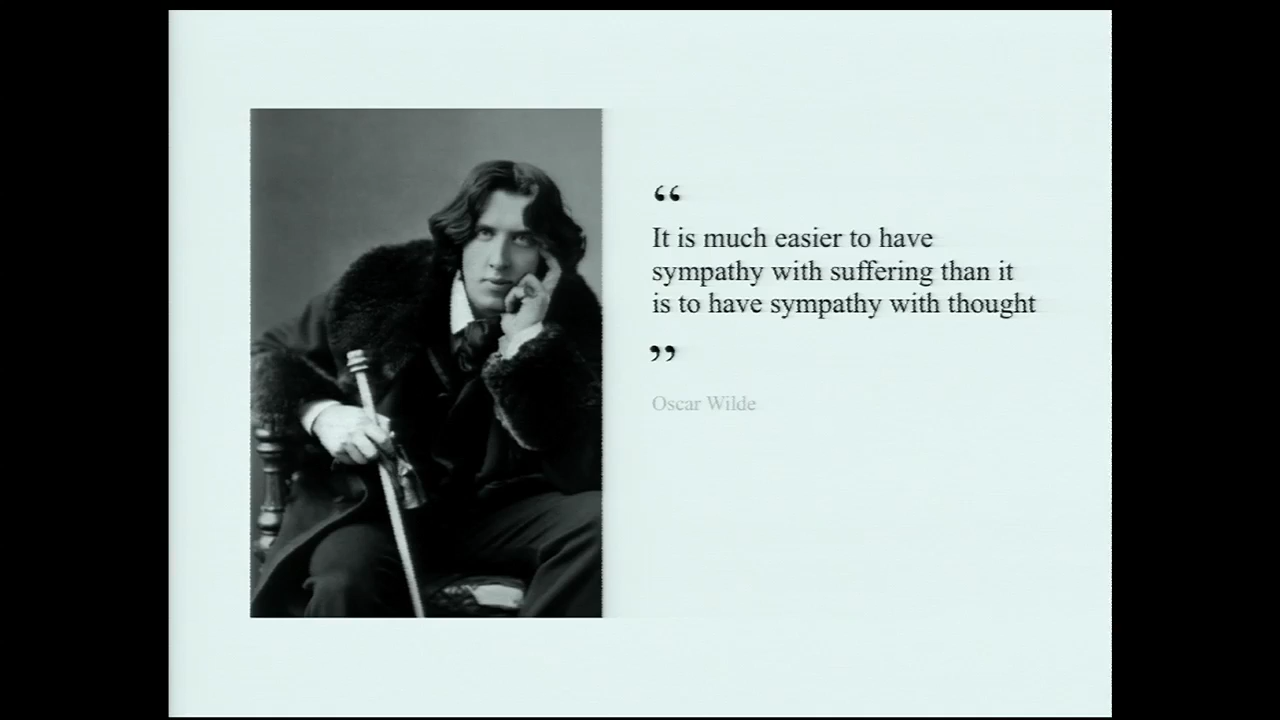 “
It is much easier to have
sympathy with suffering than it
is to have sympathy with thought
”
Oscar Wilde